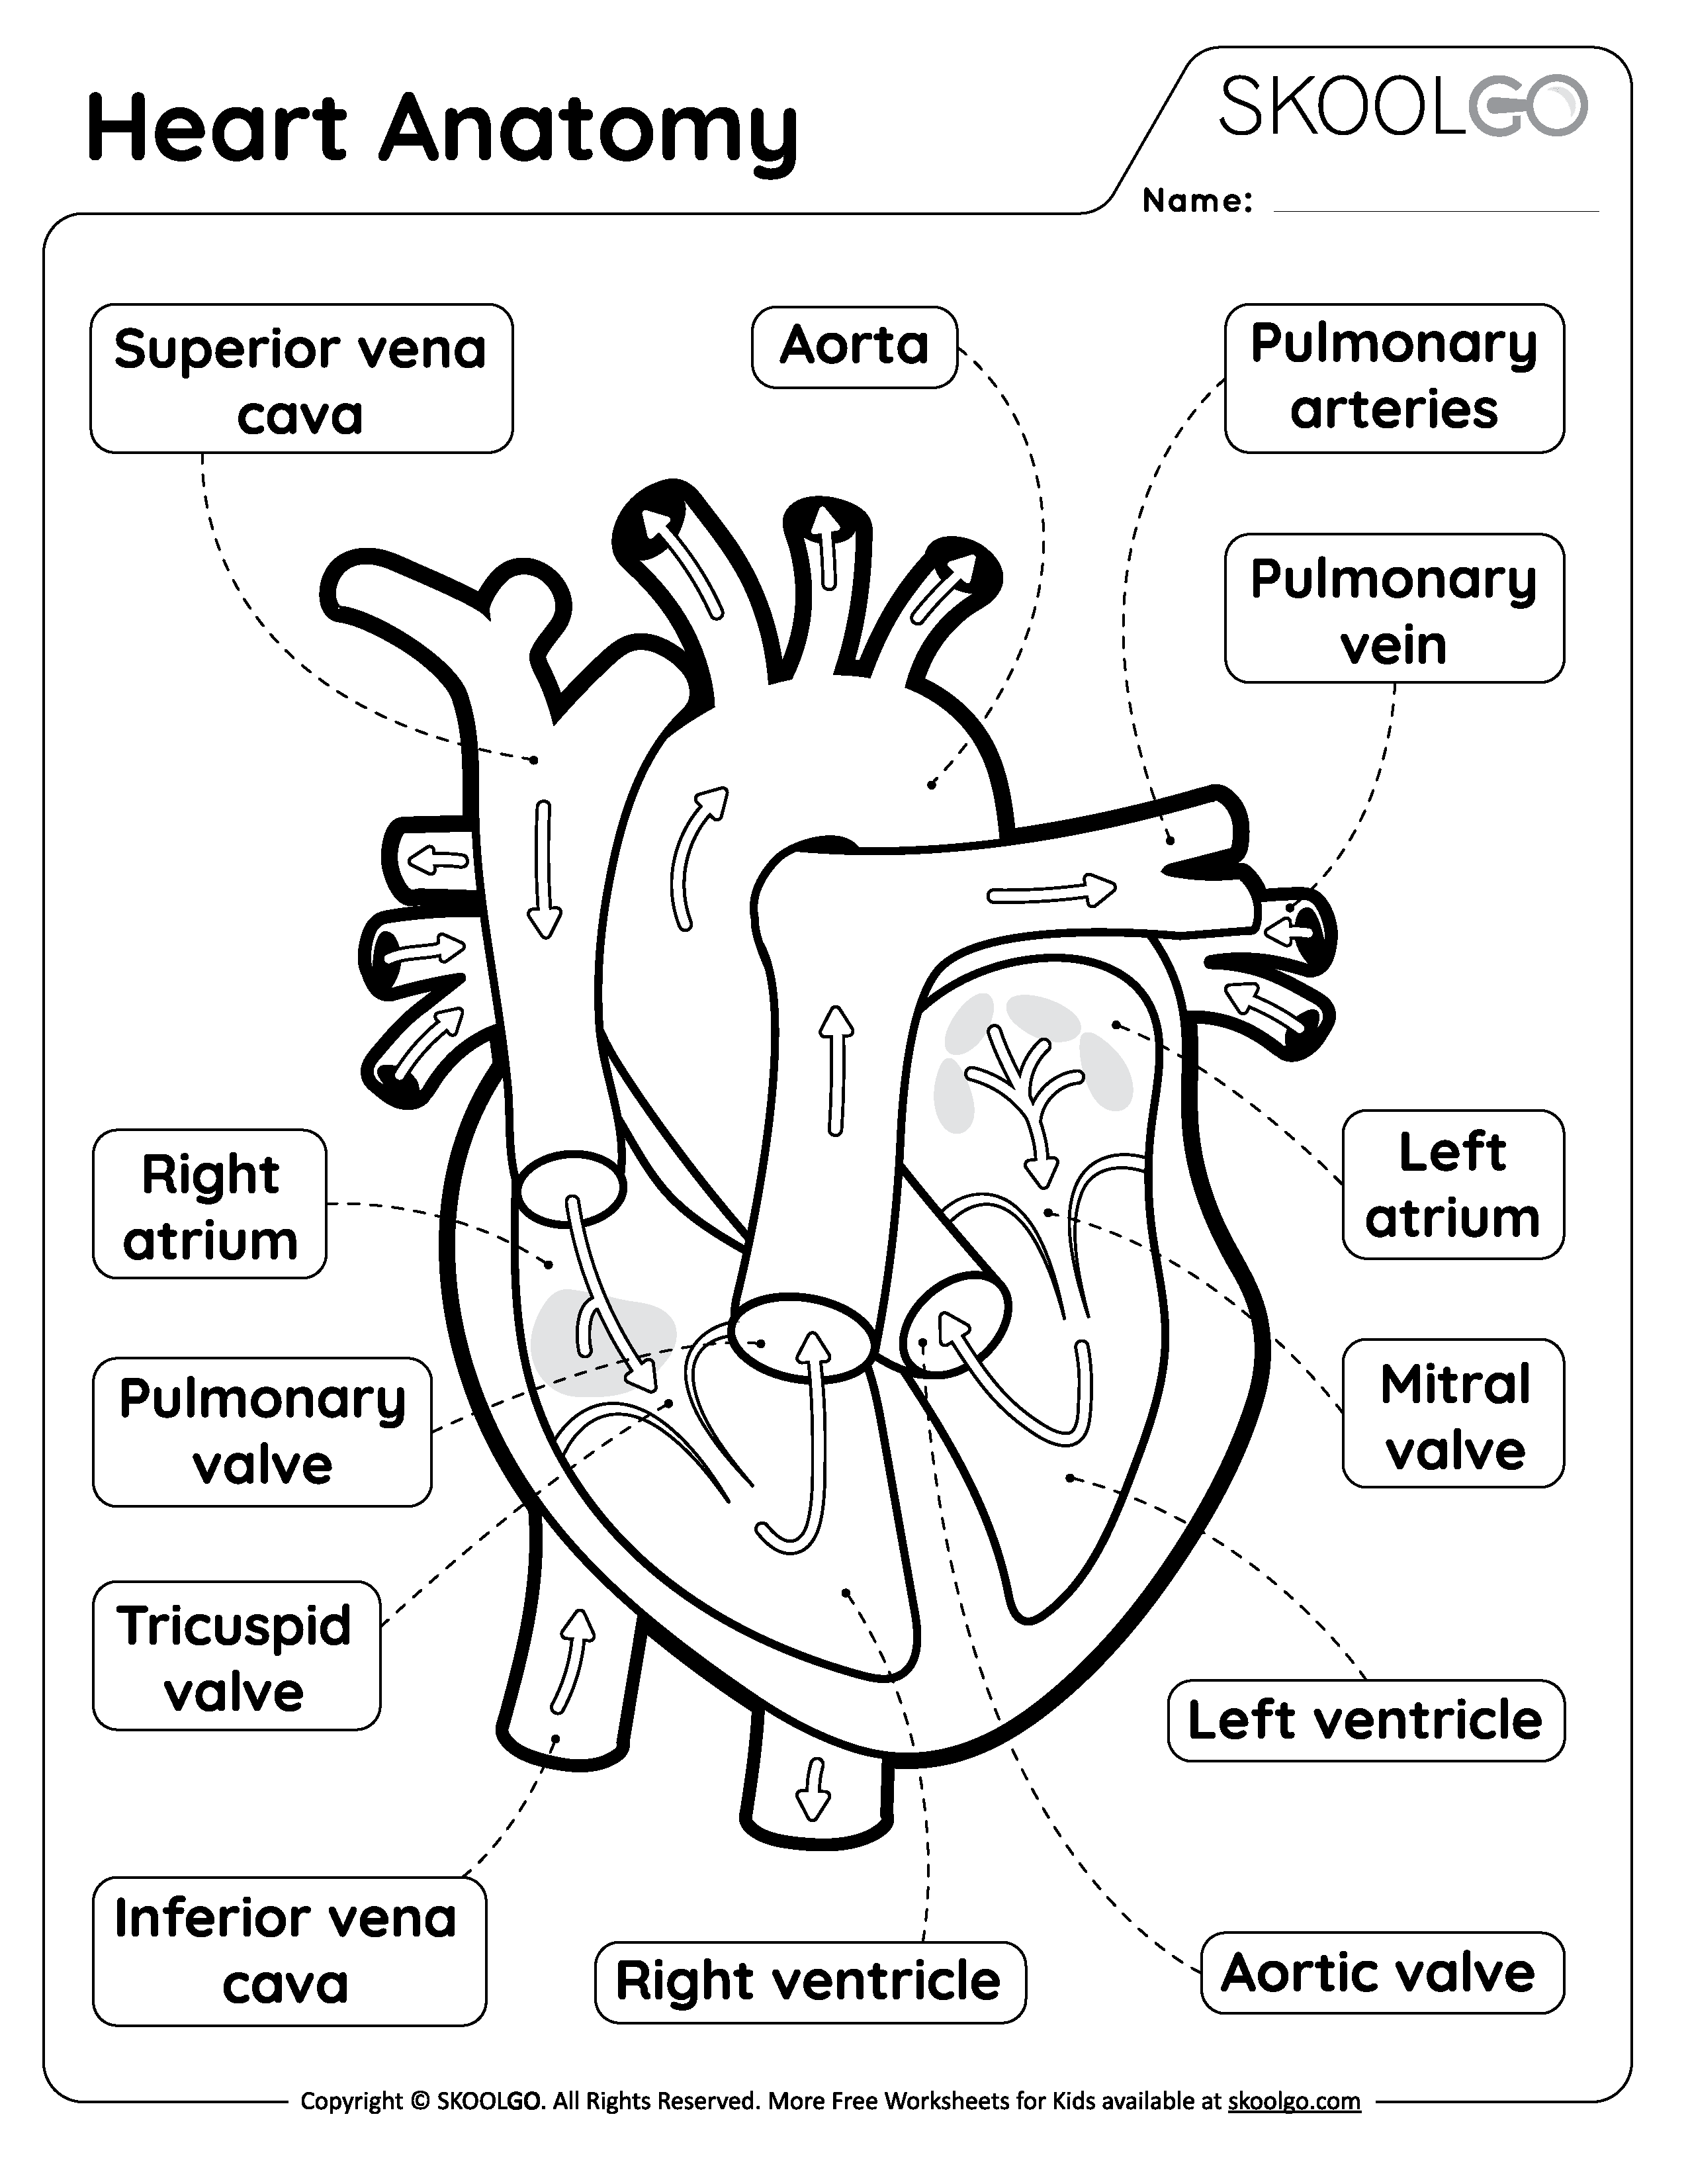 Heart Anatomy
SKOOLGO
Name:
Superior vena
cava
Aorta
Pulmonary
arteries
Pulmonary
vein
Right
atrium
Left
atrium
Pulmonary
valve
Mitral
valve
Tricuspid
valve
Left ventricle
Inferior vena
cava
Right ventricle
Aortic valve
Copyright © SKOOLGO. All Rights Reserved. More Free Worksheets for Kids available at skoolgo.com